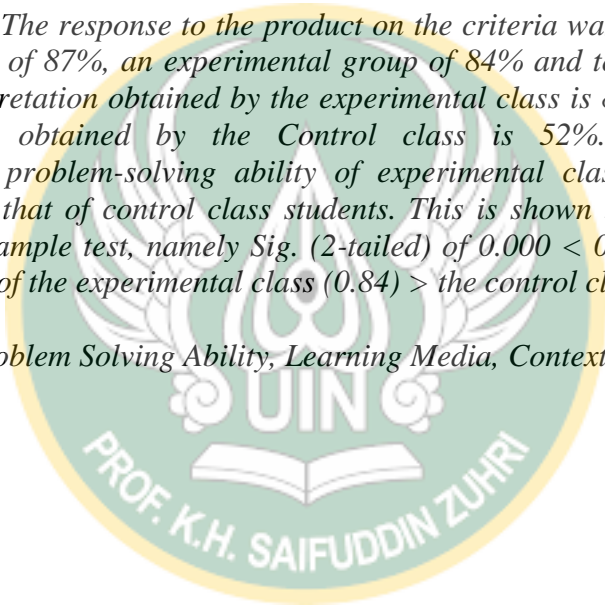 The response to the product on the criteria wa
of 87%, an experimental group of 84% and t
retation obtained by the experimental class is
obtained by the Control class is 52%.
problem-solving ability of experimental clas
that of control class students. This is shown
ample test, namely Sig. (2-tailed) of 0.000 < 0
of the experimental class (0.84) > the control cl
oblem Solving Ability, Learning Media, Context
UIN
PROF. K.H. SAIFUDDIN ZUHRI